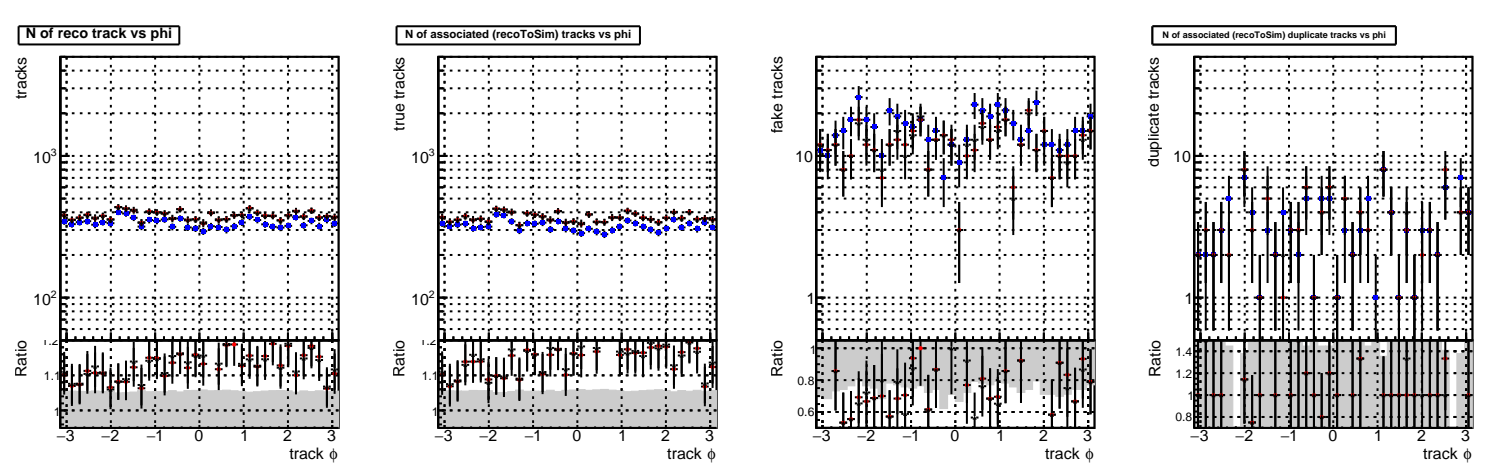 N of reco track vs phi
tracks
10³
10²
Ratio
1.1
1
−3 −2 −1 0 1 2 3
track ϕ
N of associated (recoToSim) tracks vs phi
true tracks
10³
10²
Ratio
1.1
1
−3 −2 −1 0 1 2 3
track ϕ
fake tracks
10
1
Ratio
1
0.8
0.6
−3 −2 −1 0 1 2 3
track ϕ
N of associated (recoToSim) duplicate tracks vs phi
duplicate tracks
10
1
Ratio
1.4
1.2
1
0.8
−3 −2 −1 0 1 2 3
track ϕ